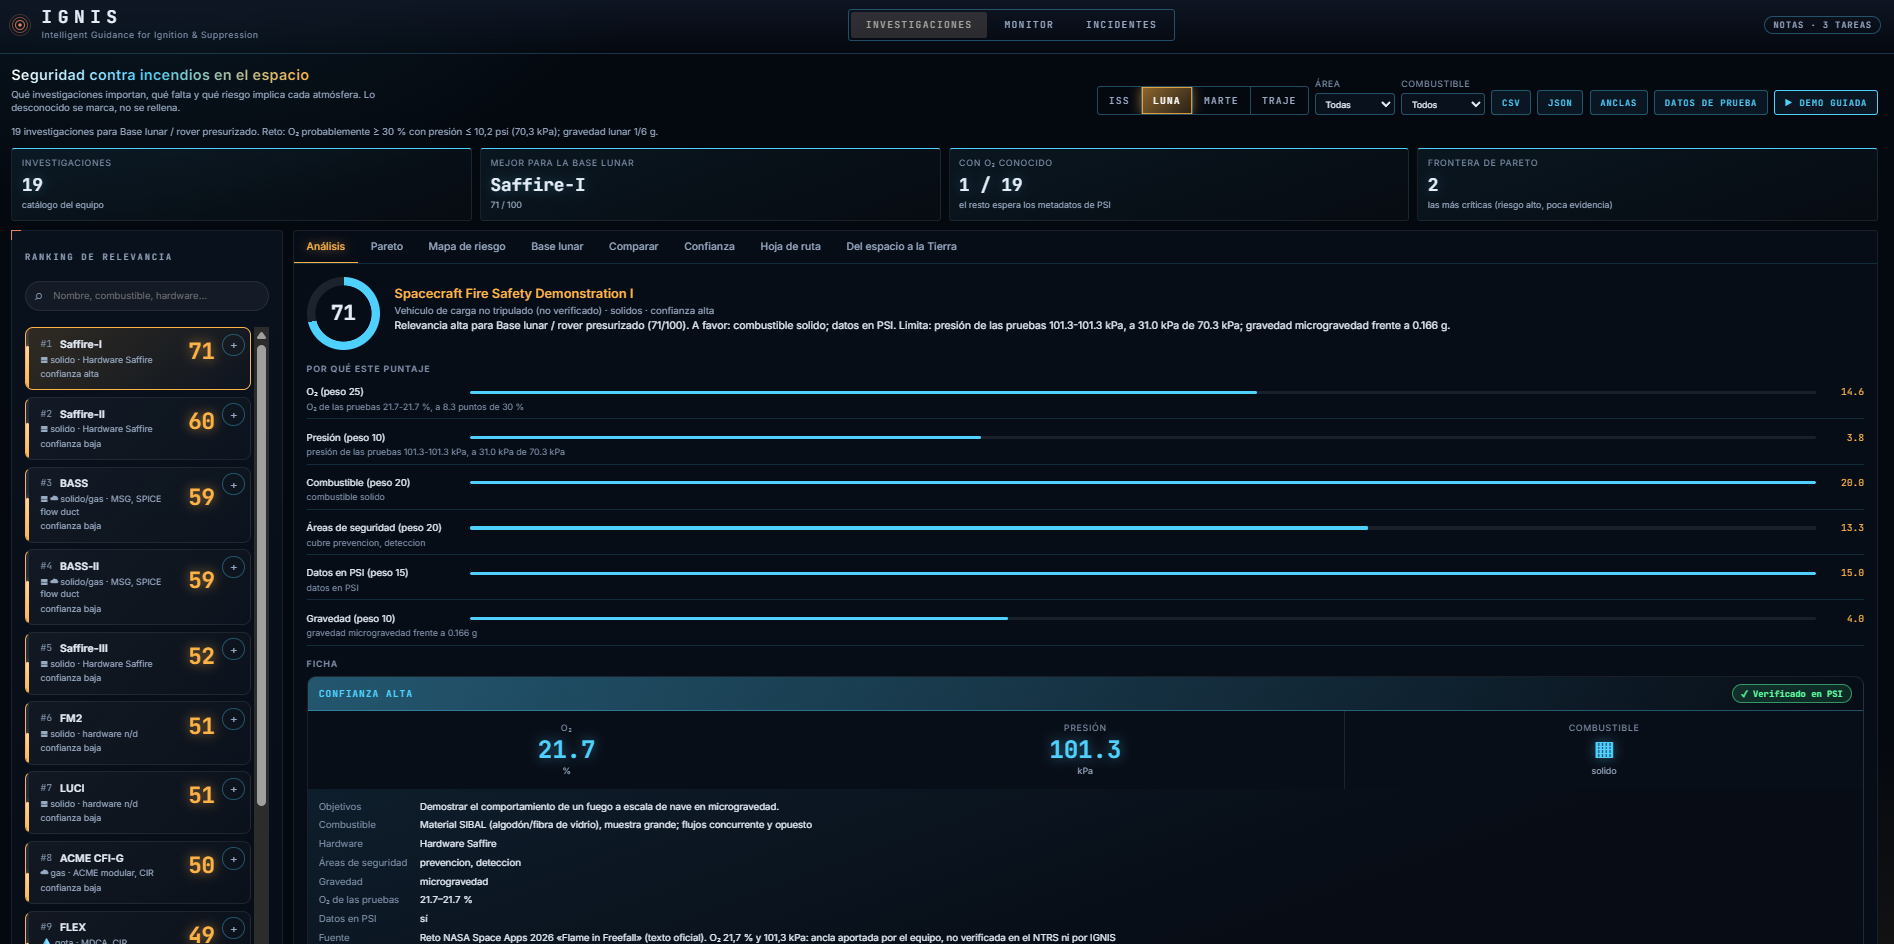 IGNIS
Intelligent Guidance for Ignition & Suppression
INVESTIGACIONES
MONITOR
INCIDENTES
NOTAS · 3 TAREAS
Seguridad contra incendios en el espacio
Qué investigaciones importan, qué falta y qué riesgo implica cada atmósfera. Lo
desconocido se marca, no se rellena.
ISS
LUNA
MARTE
TRAJE
ÁREA
Todas
COMBUSTIBLE
Todos
CSV
JSON
ANCLAS
DATOS DE PRUEBA
▶ DEMO GUIADA
19 investigaciones para Base lunar / rover presurizado. Reto: O₂ probablemente ≥ 30 % con presión ≤ 10,2 psi (70,3 kPa); gravedad lunar 1/6 g.
INVESTIGACIONES
19
catálogo del equipo
MEJOR PARA LA BASE LUNAR
Saffire-I
71 / 100
CON O₂ CONOCIDO
1 / 19
el resto espera los metadatos de PSI
FRONTERA DE PARETO
2
las más críticas (riesgo alto, poca evidencia)
RANKING DE RELEVANCIA
Nombre, combustible, hardware...
#1 Saffire-I
solido · Hardware Saffire
confianza alta
71
+
#2 Saffire-II
solido · Hardware Saffire
confianza baja
60
+
#3 BASS
solido/gas · MSG, SPICE
flow duct
confianza baja
59
+
#4 BASS-II
solido/gas · MSG, SPICE
flow duct
confianza baja
59
+
#5 Saffire-III
solido · Hardware Saffire
confianza baja
52
+
#6 FM2
solido · hardware n/d
confianza baja
51
+
#7 LUCI
solido · hardware n/d
confianza baja
51
+
#8 ACME CFI-G
gas · ACME modular, CIR
confianza baja
50
+
#9 FLEX
gota · MDCA, CIR
49
+
Análisis
Pareto
Mapa de riesgo
Base lunar
Comparar
Confianza
Hoja de ruta
Del espacio a la Tierra
71
Spacecraft Fire Safety Demonstration I
Vehículo de carga no tripulado (no verificado) · solidos · confianza alta
Relevancia alta para Base lunar / rover presurizado (71/100). A favor: combustible solido; datos en PSI. Limita: presión de las pruebas 101.3-101.3 kPa, a 31.0 kPa de 70.3 kPa; gravedad microgravedad frente a 0.166 g.
POR QUÉ ESTE PUNTAJE
O₂ (peso 25)
14.6
O₂ de las pruebas 21.7-21.7 %, a 8.3 puntos de 30 %
Presión (peso 10)
3.8
presión de las pruebas 101.3-101.3 kPa, a 31.0 kPa de 70.3 kPa
Combustible (peso 20)
20.0
combustible solido
Áreas de seguridad (peso 20)
13.3
cubre prevencion, deteccion
Datos en PSI (peso 15)
15.0
datos en PSI
Gravedad (peso 10)
4.0
gravedad microgravedad frente a 0.166 g
FICHA
CONFIANZA ALTA
✓ Verificado en PSI
O₂
21.7
%
PRESIÓN
101.3
kPa
COMBUSTIBLE
solido
Objetivos Demostrar el comportamiento de un fuego a escala de nave en microgravedad.
Combustible Material SIBAL (algodón/fibra de vidrio), muestra grande; flujos concurrente y opuesto
Hardware Hardware Saffire
Áreas de seguridad prevencion, deteccion
Gravedad microgravedad
O₂ de las pruebas 21.7–21.7 %
Datos en PSI sí
Fuente Reto NASA Space Apps 2026 «Flame in Freefall» (texto oficial). O₂ 21,7 % y 101,3 kPa: ancla aportada por el equipo, no verificada en el NTRS ni por IGNIS